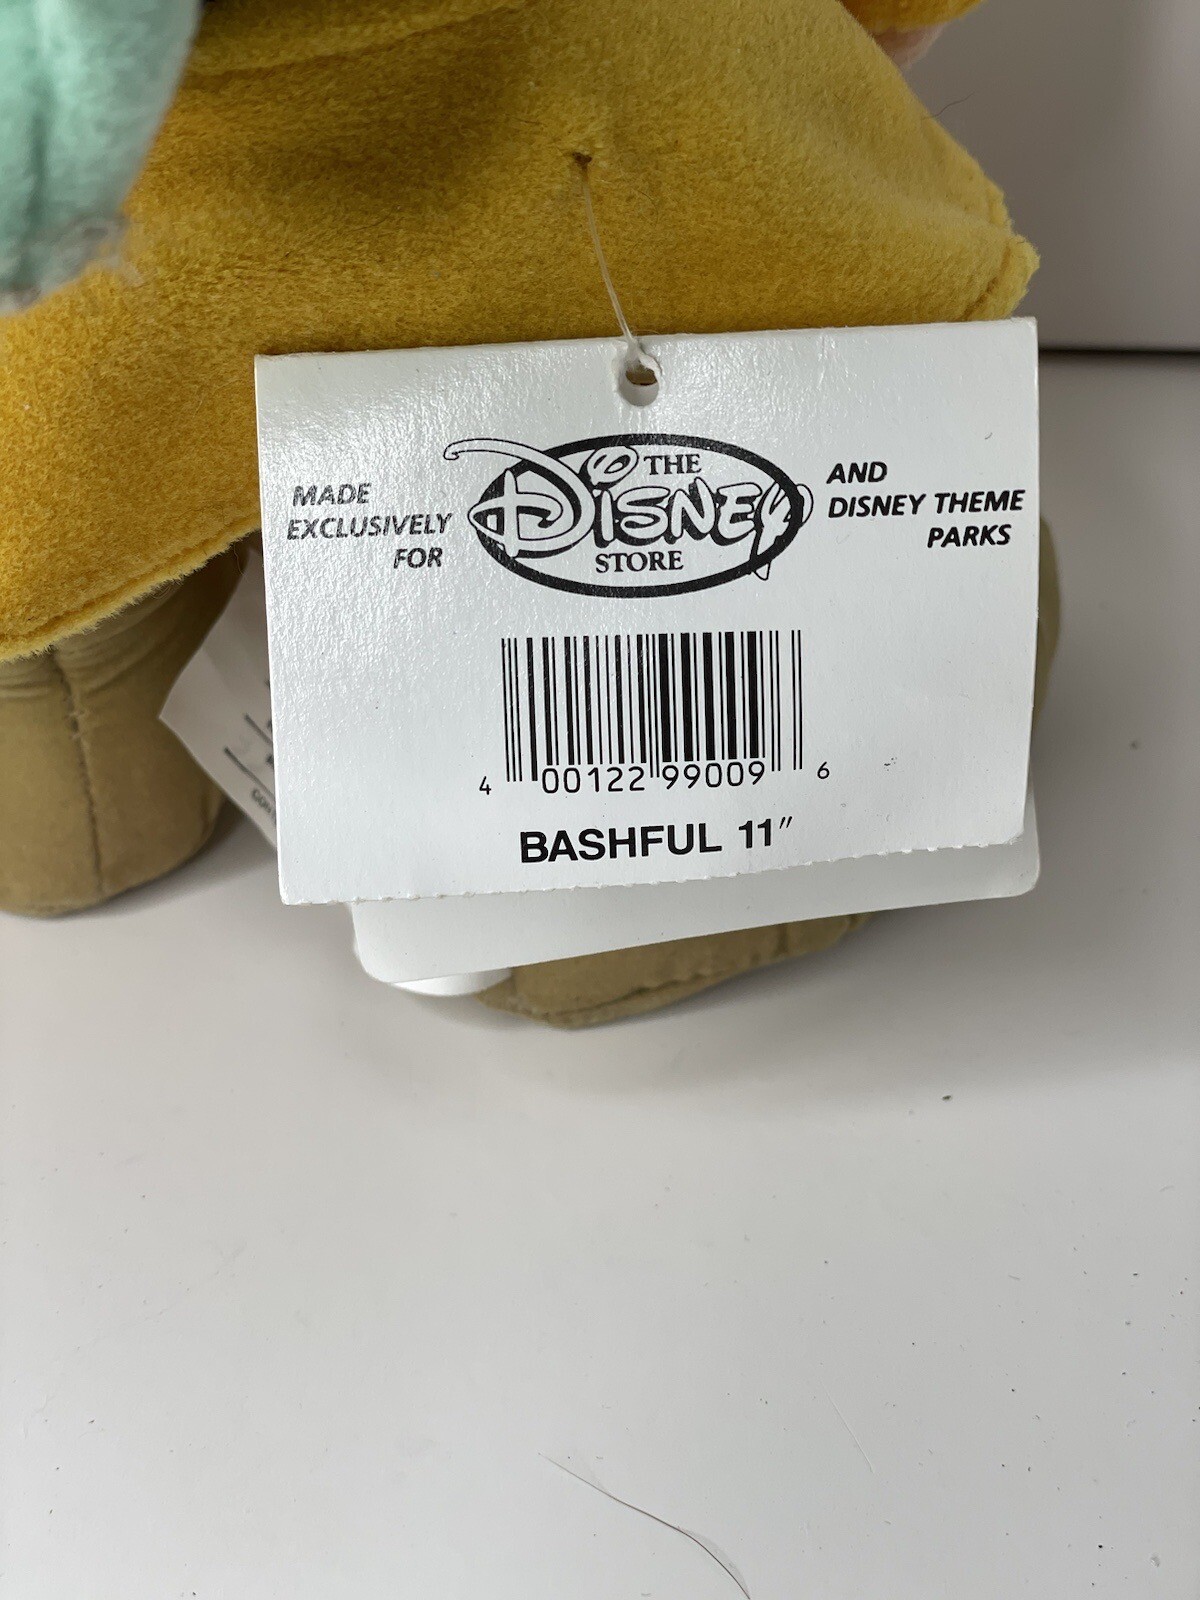 MADE
EXCLUSIVELY
FOR
THE
DISNEY
STORE
AND
DISNEY THEME
PARKS
4 00122 99009 6
BASHFUL 11"